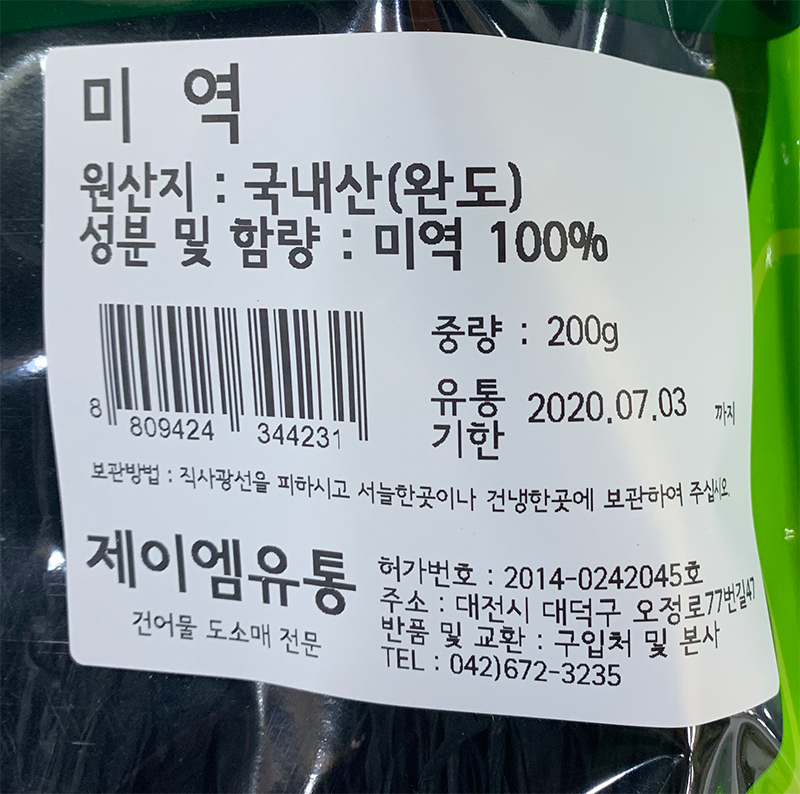 미 역
원산지 : 국내산(완도)
성분 및 함량 : 미역 100%
8 809424 344231
중량 : 200g
유통기한 2020.07.03 까지
보관방법 : 직사광선을 피하시고 서늘한곳이나 건냉한곳에 보관하여 주십시오.
제이엠유통
건어물 도소매 전문
허가번호 : 2014-0242045호
주소 : 대전시 대덕구 오정로77번길47
반품 및 교환 : 구입처 및 본사
TEL : 042)672-3235